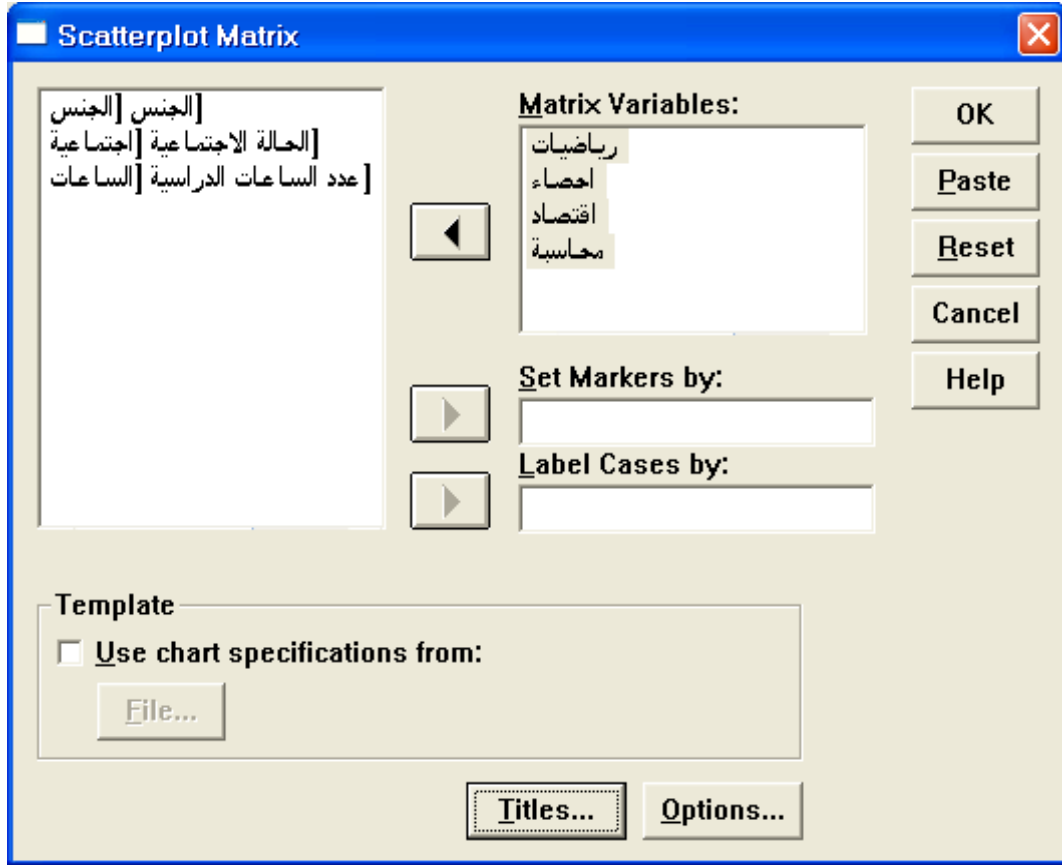 Scatterplot Matrix
الجنس [الجنس]
الحالة الاجتماعية [اجتماعية]
عدد الساعات الدراسية [الساعات]
Matrix Variables:
رياضيات
احصاء
اقتصاد
محاسبة
Set Markers by:
Label Cases by:
OK
Paste
Reset
Cancel
Help
Template
Use chart specifications from:
File...
Titles...
Options...